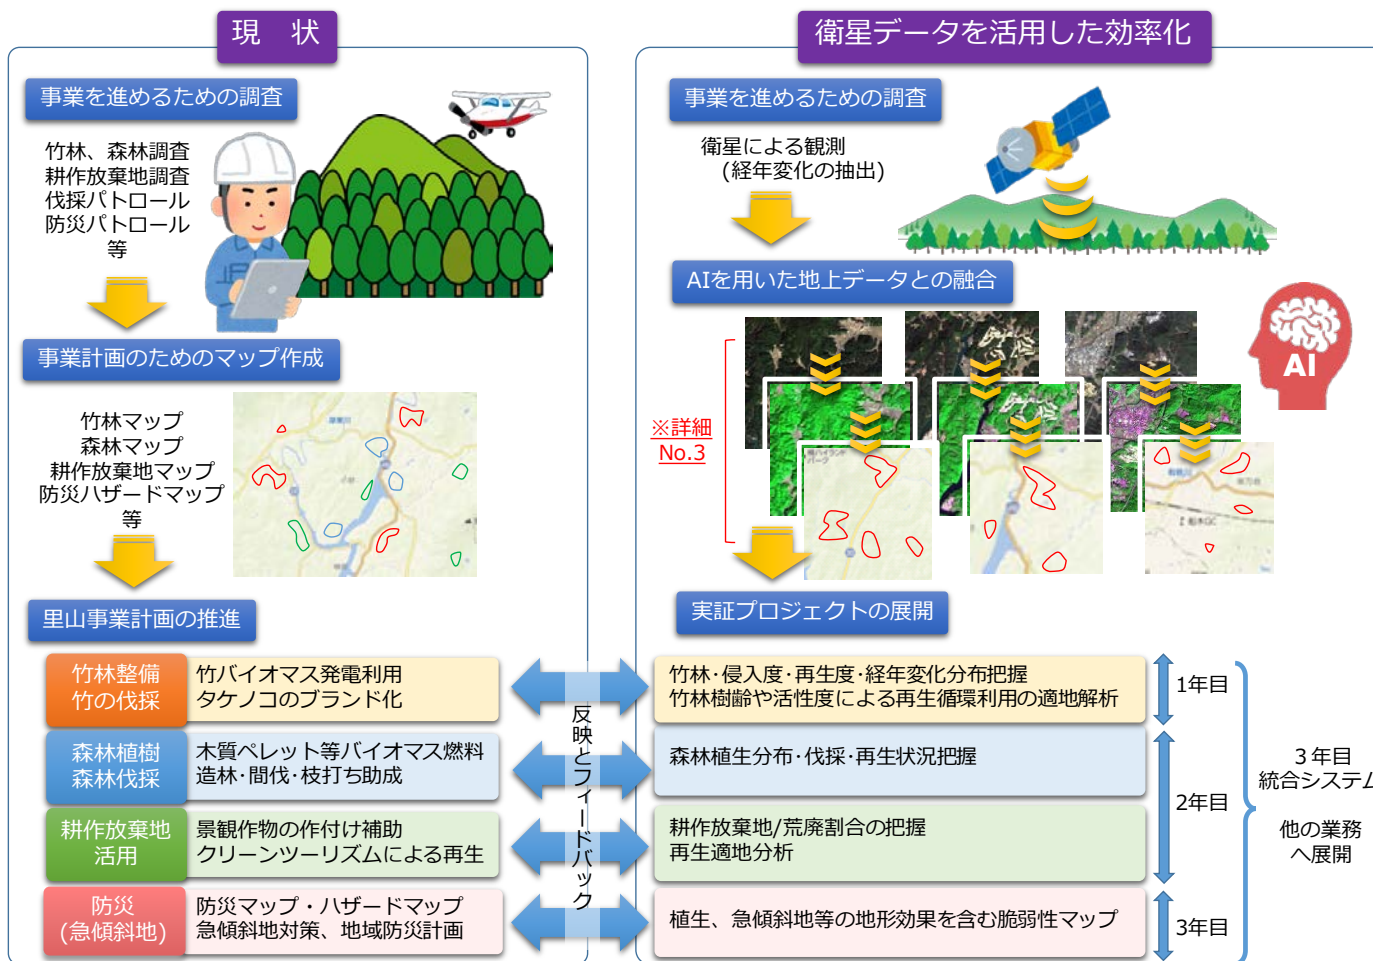 現 状
事業を進めるための調査
竹林、森林調査
耕作放棄地調査
伐採パトロール
防災パトロール
等
事業計画のためのマップ作成
竹林マップ
森林マップ
耕作放棄地マップ
防災ハザードマップ
等
里山事業計画の推進
竹林整備
竹の伐採
竹バイオマス発電利用
タケノコのブランド化
森林植樹
森林伐採
木質ペレット等バイオマス燃料
造林・間伐・枝打ち助成
耕作放棄地
活用
景観作物の作付け補助
クリーンツーリズムによる再生
防災
(急傾斜地)
防災マップ・ハザードマップ
急傾斜地対策、地域防災計画
反映とフィードバック
衛星データを活用した効率化
事業を進めるための調査
衛星による観測
(経年変化の抽出)
AIを用いた地上データとの融合
AI
※詳細
No.3
実証プロジェクトの展開
竹林・侵入度・再生度・経年変化分布把握
竹林樹齢や活性度による再生循環利用の適地解析
森林植生分布・伐採・再生状況把握
耕作放棄地/荒廃割合の把握
再生適地分析
植生、急傾斜地等の地形効果を含む脆弱性マップ
1年目
2年目
3年目
３年目
統合システム
他の業務
へ展開